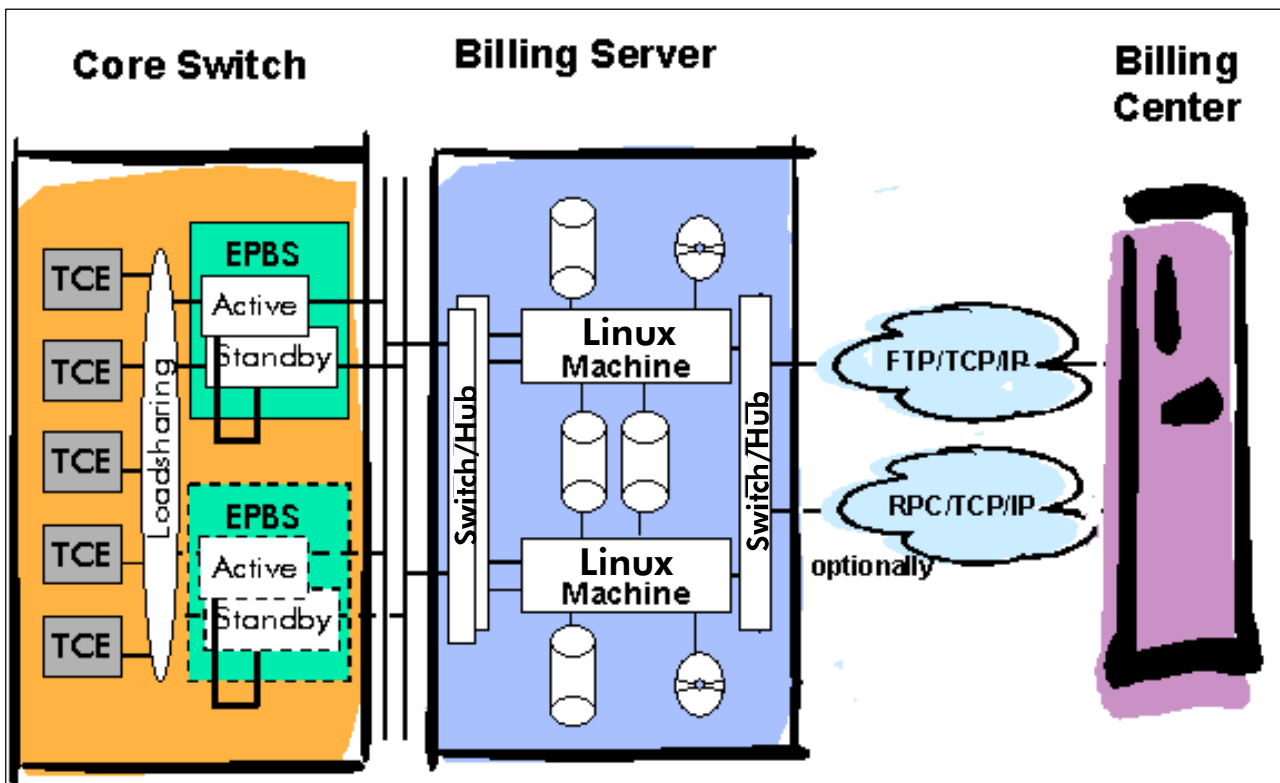 Core Switch
Billing Server
Billing
Center
TCE
TCE
TCE
TCE
TCE
Loadsharing
EPBS
Active
Standby
EPBS
Active
Standby
Switch/Hub
Linux
Machine
Linux
Machine
Switch/Hub
FTP/TCP/IP
RPC/TCP/IP
optionally